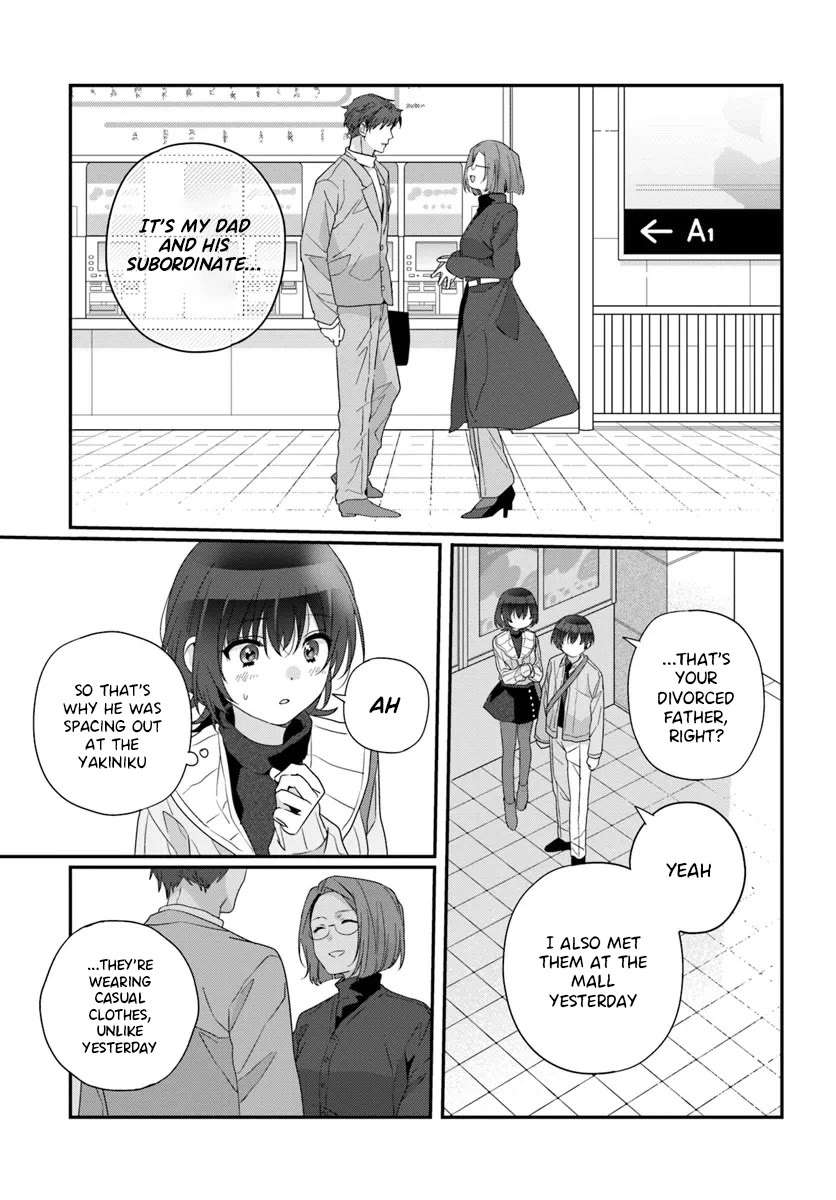 IT'S MY DAD
AND HIS
SUBORDINATE...
← A1
...THAT'S
YOUR
DIVORCED
FATHER,
RIGHT?
YEAH
I ALSO MET
THEM AT THE
MALL
YESTERDAY
AH
SO THAT'S
WHY HE WAS
SPACING OUT
AT THE
YAKINIKU
...THEY'RE
WEARING
CASUAL
CLOTHES,
UNLIKE
YESTERDAY